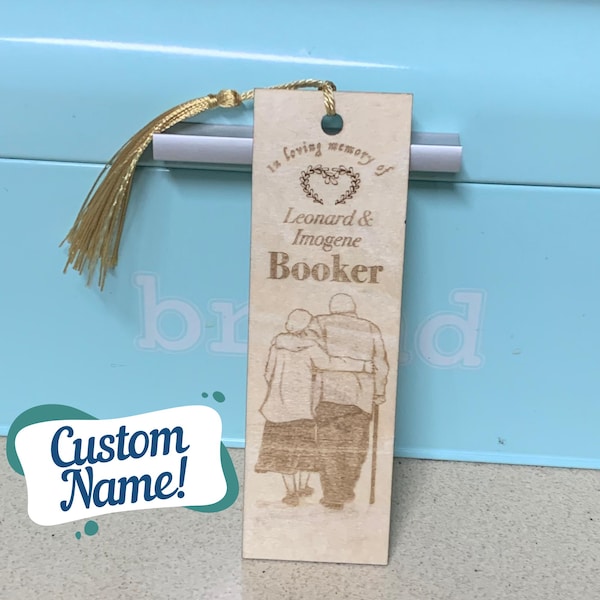 In loving memory of
Leonard &
Imogene
Booker
Custom
Name!